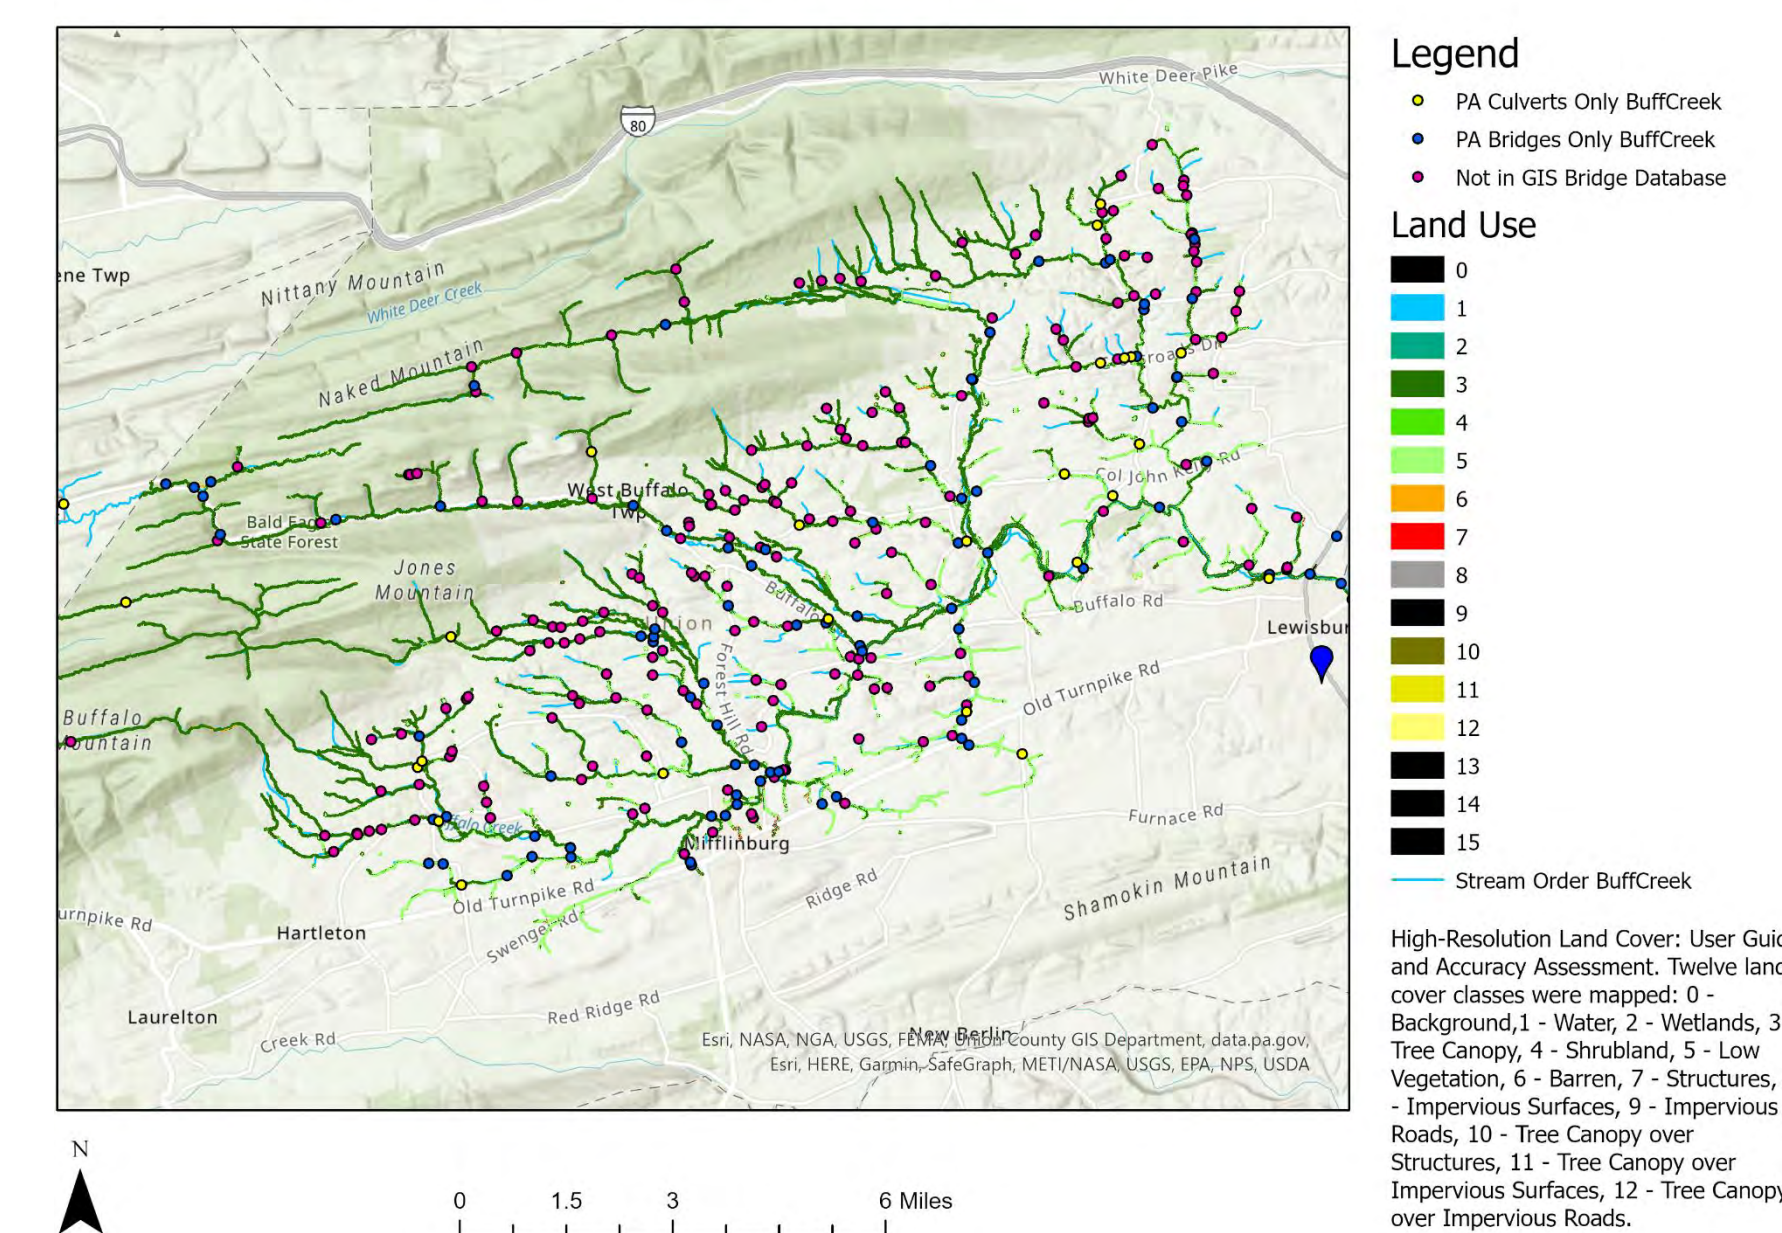 White Deer Pike
80
ene Twp
Nittany Mountain
White Deer Creek
Naked Mountain
West Buffalo
Twp
Bald Eagle
State Forest
Jones
Mountain
Union
Buffalo
Forest Hill Rd
Col John Kelly Rd
Buffalo Rd
Lewisbur
Old Turnpike Rd
Buffalo
Mountain
Furnace Rd
Mifflinburg
Old Turnpike Rd
Ridge Rd
Shamokin Mountain
Swengel Rd
urnpike Rd
Hartleton
Laurelton
Creek Rd
Red Ridge Rd
New Berlin
Esri, NASA, NGA, USGS, FEMA, Union County GIS Department, data.pa.gov,
Esri, HERE, Garmin, SafeGraph, METI/NASA, USGS, EPA, NPS, USDA
N
0 1.5 3 6 Miles
Legend
PA Culverts Only BuffCreek
PA Bridges Only BuffCreek
Not in GIS Bridge Database
Land Use
0
1
2
3
4
5
6
7
8
9
10
11
12
13
14
15
Stream Order BuffCreek
High-Resolution Land Cover: User Guid
and Accuracy Assessment. Twelve land
cover classes were mapped: 0 -
Background,1 - Water, 2 - Wetlands, 3
Tree Canopy, 4 - Shrubland, 5 - Low
Vegetation, 6 - Barren, 7 - Structures,
- Impervious Surfaces, 9 - Impervious
Roads, 10 - Tree Canopy over
Structures, 11 - Tree Canopy over
Impervious Surfaces, 12 - Tree Canopy
over Impervious Roads.